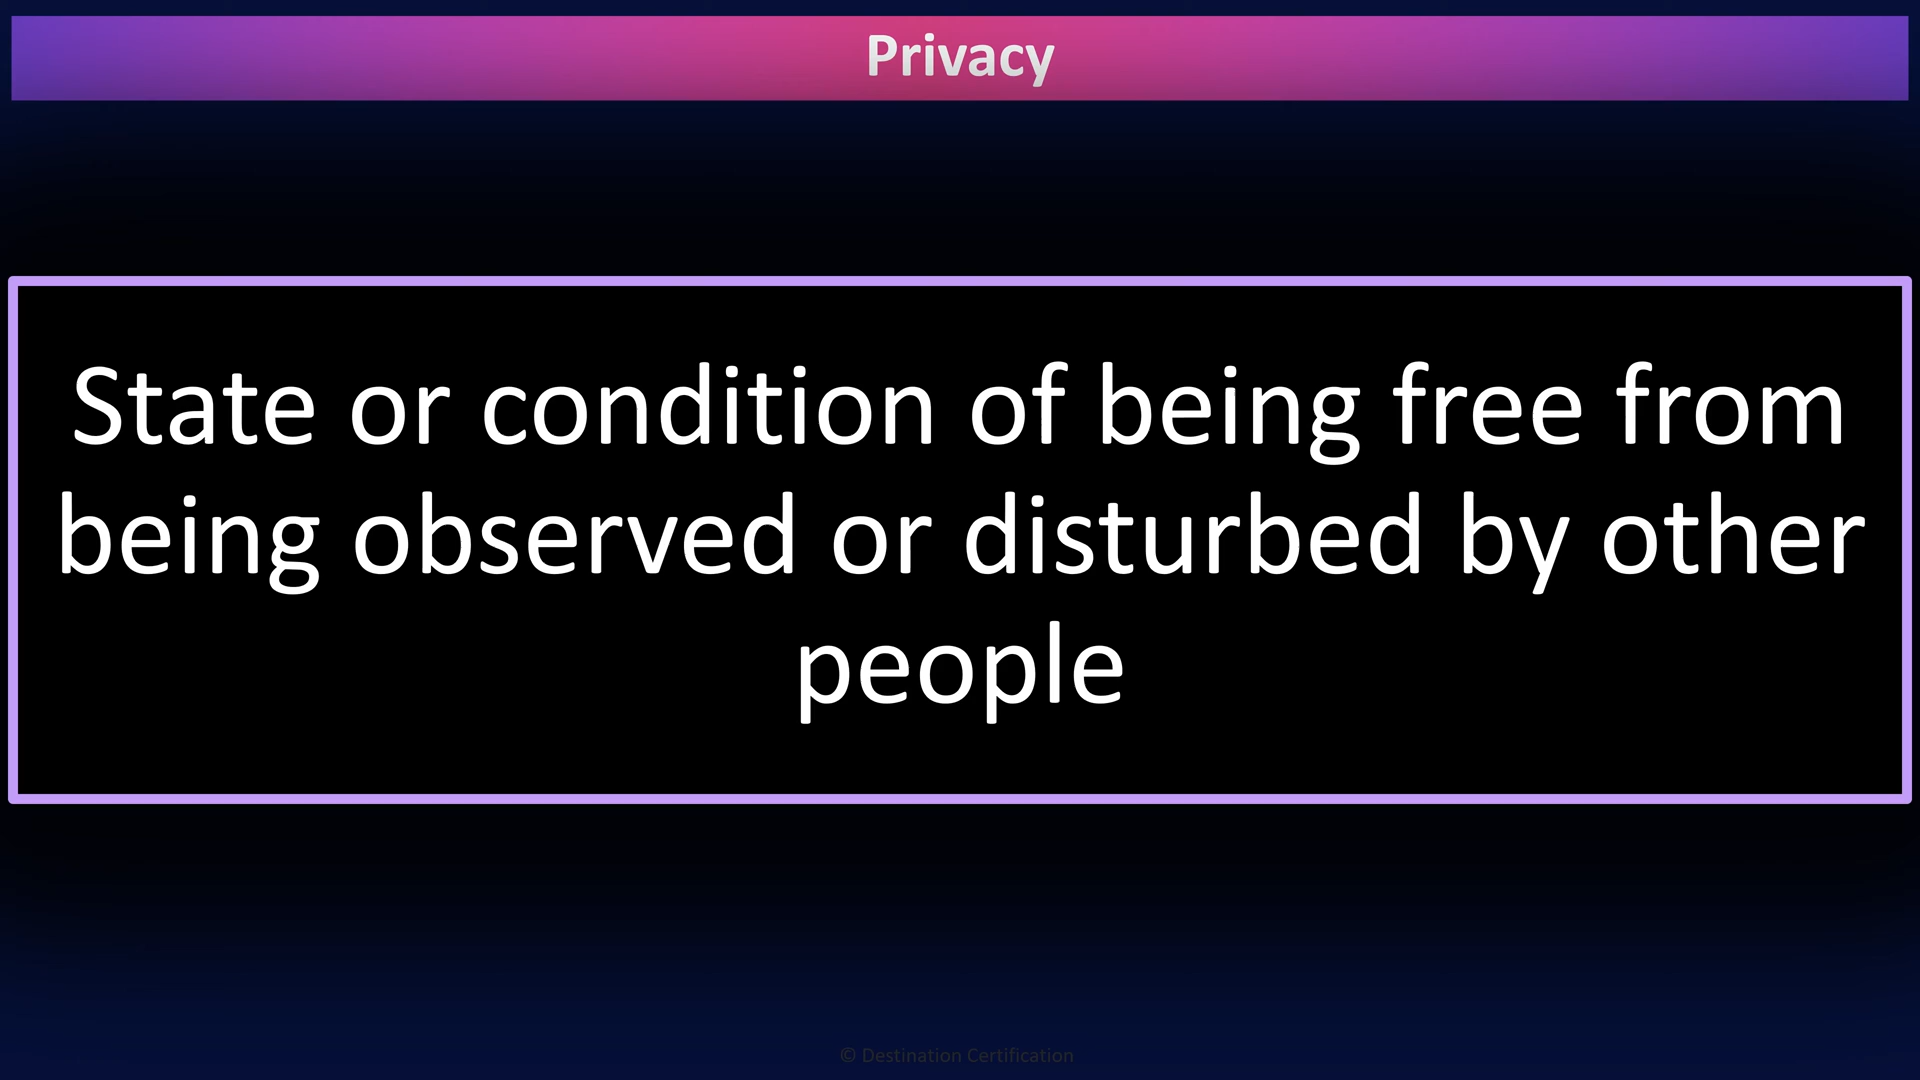 Privacy
State or condition of being free from
being observed or disturbed by other
people
© Destination Certification